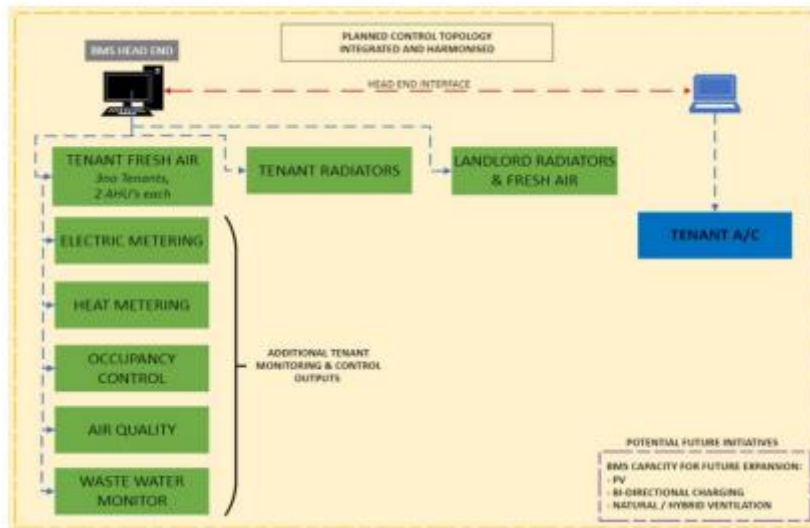 PLANNED CONTROL TOPOLOGY
INTEGRATED AND HARMONISED
BMS HEAD END
HEAD END INTERFACE
TENANT FRESH AIR
3no Tenants,
2 AHU's each
TENANT RADIATORS
LANDLORD RADIATORS
& FRESH AIR
TENANT A/C
ELECTRIC METERING
HEAT METERING
OCCUPANCY
CONTROL
AIR QUALITY
WASTE WATER
MONITOR
ADDITIONAL TENANT
MONITORING & CONTROL
OUTPUTS
POTENTIAL FUTURE INITIATIVES
BMS CAPACITY FOR FUTURE EXPANSION:
- PV
- BI-DIRECTIONAL CHARGING
- NATURAL / HYBRID VENTILATION